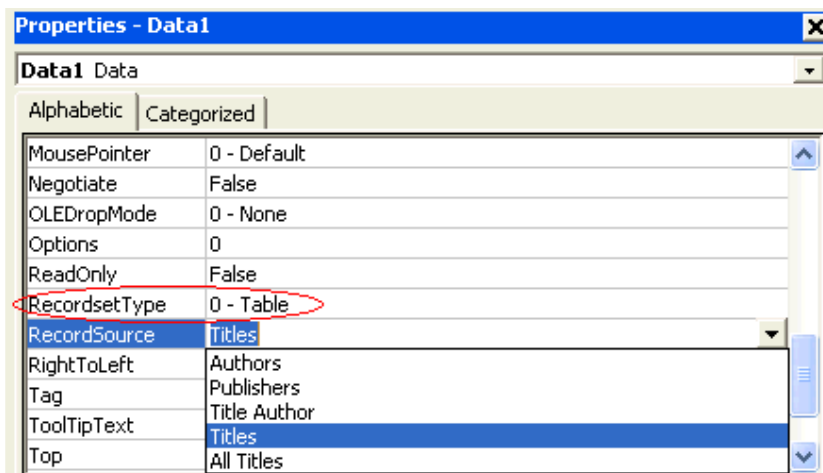 Properties - Data1
Data1 Data
Alphabetic Categorized
MousePointer 0 - Default
Negotiate False
OLEDropMode 0 - None
Options 0
ReadOnly False
RecordsetType 0 - Table
RecordSource Titles
RightToLeft Authors
Publishers
Tag
Title Author
ToolTipText
Titles
Top All Titles